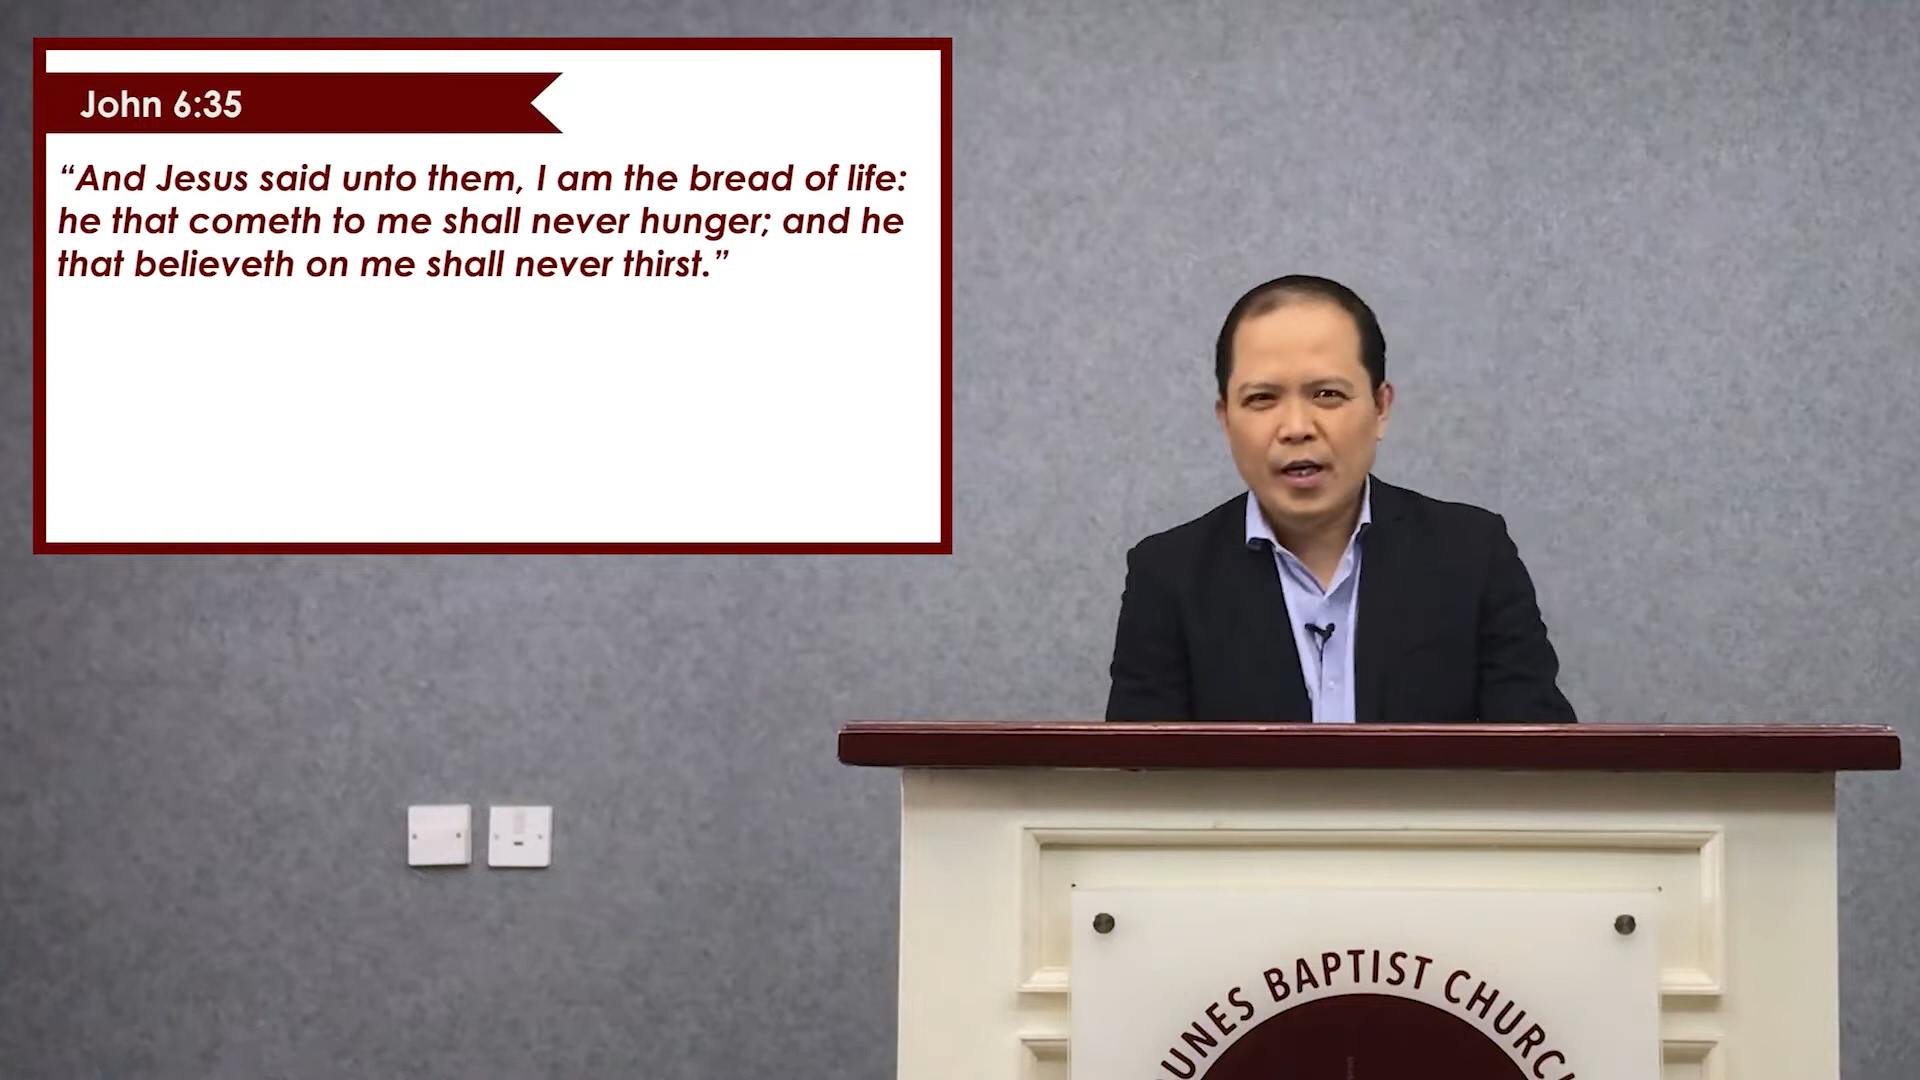 John 6:35
“And Jesus said unto them, I am the bread of life:
he that cometh to me shall never hunger; and he
that believeth on me shall never thirst.”
BAPTIST CHURCH